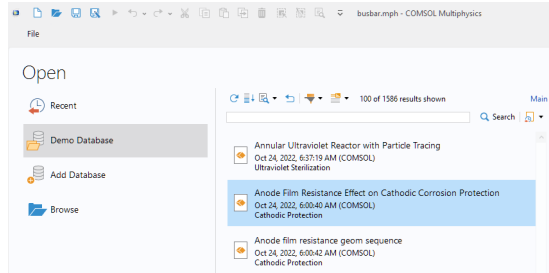 busbar.mph - COMSOL Multiphysics
File
Open
Recent
Demo Database
Add Database
Browse
100 of 1586 results shown
Main
Search
Annular Ultraviolet Reactor with Particle Tracing
Oct 24, 2022, 6:37:19 AM (COMSOL)
Ultraviolet Sterilization
Anode Film Resistance Effect on Cathodic Corrosion Protection
Oct 24, 2022, 6:00:40 AM (COMSOL)
Cathodic Protection
Anode film resistance geom sequence
Oct 24, 2022, 6:00:42 AM (COMSOL)
Cathodic Protection